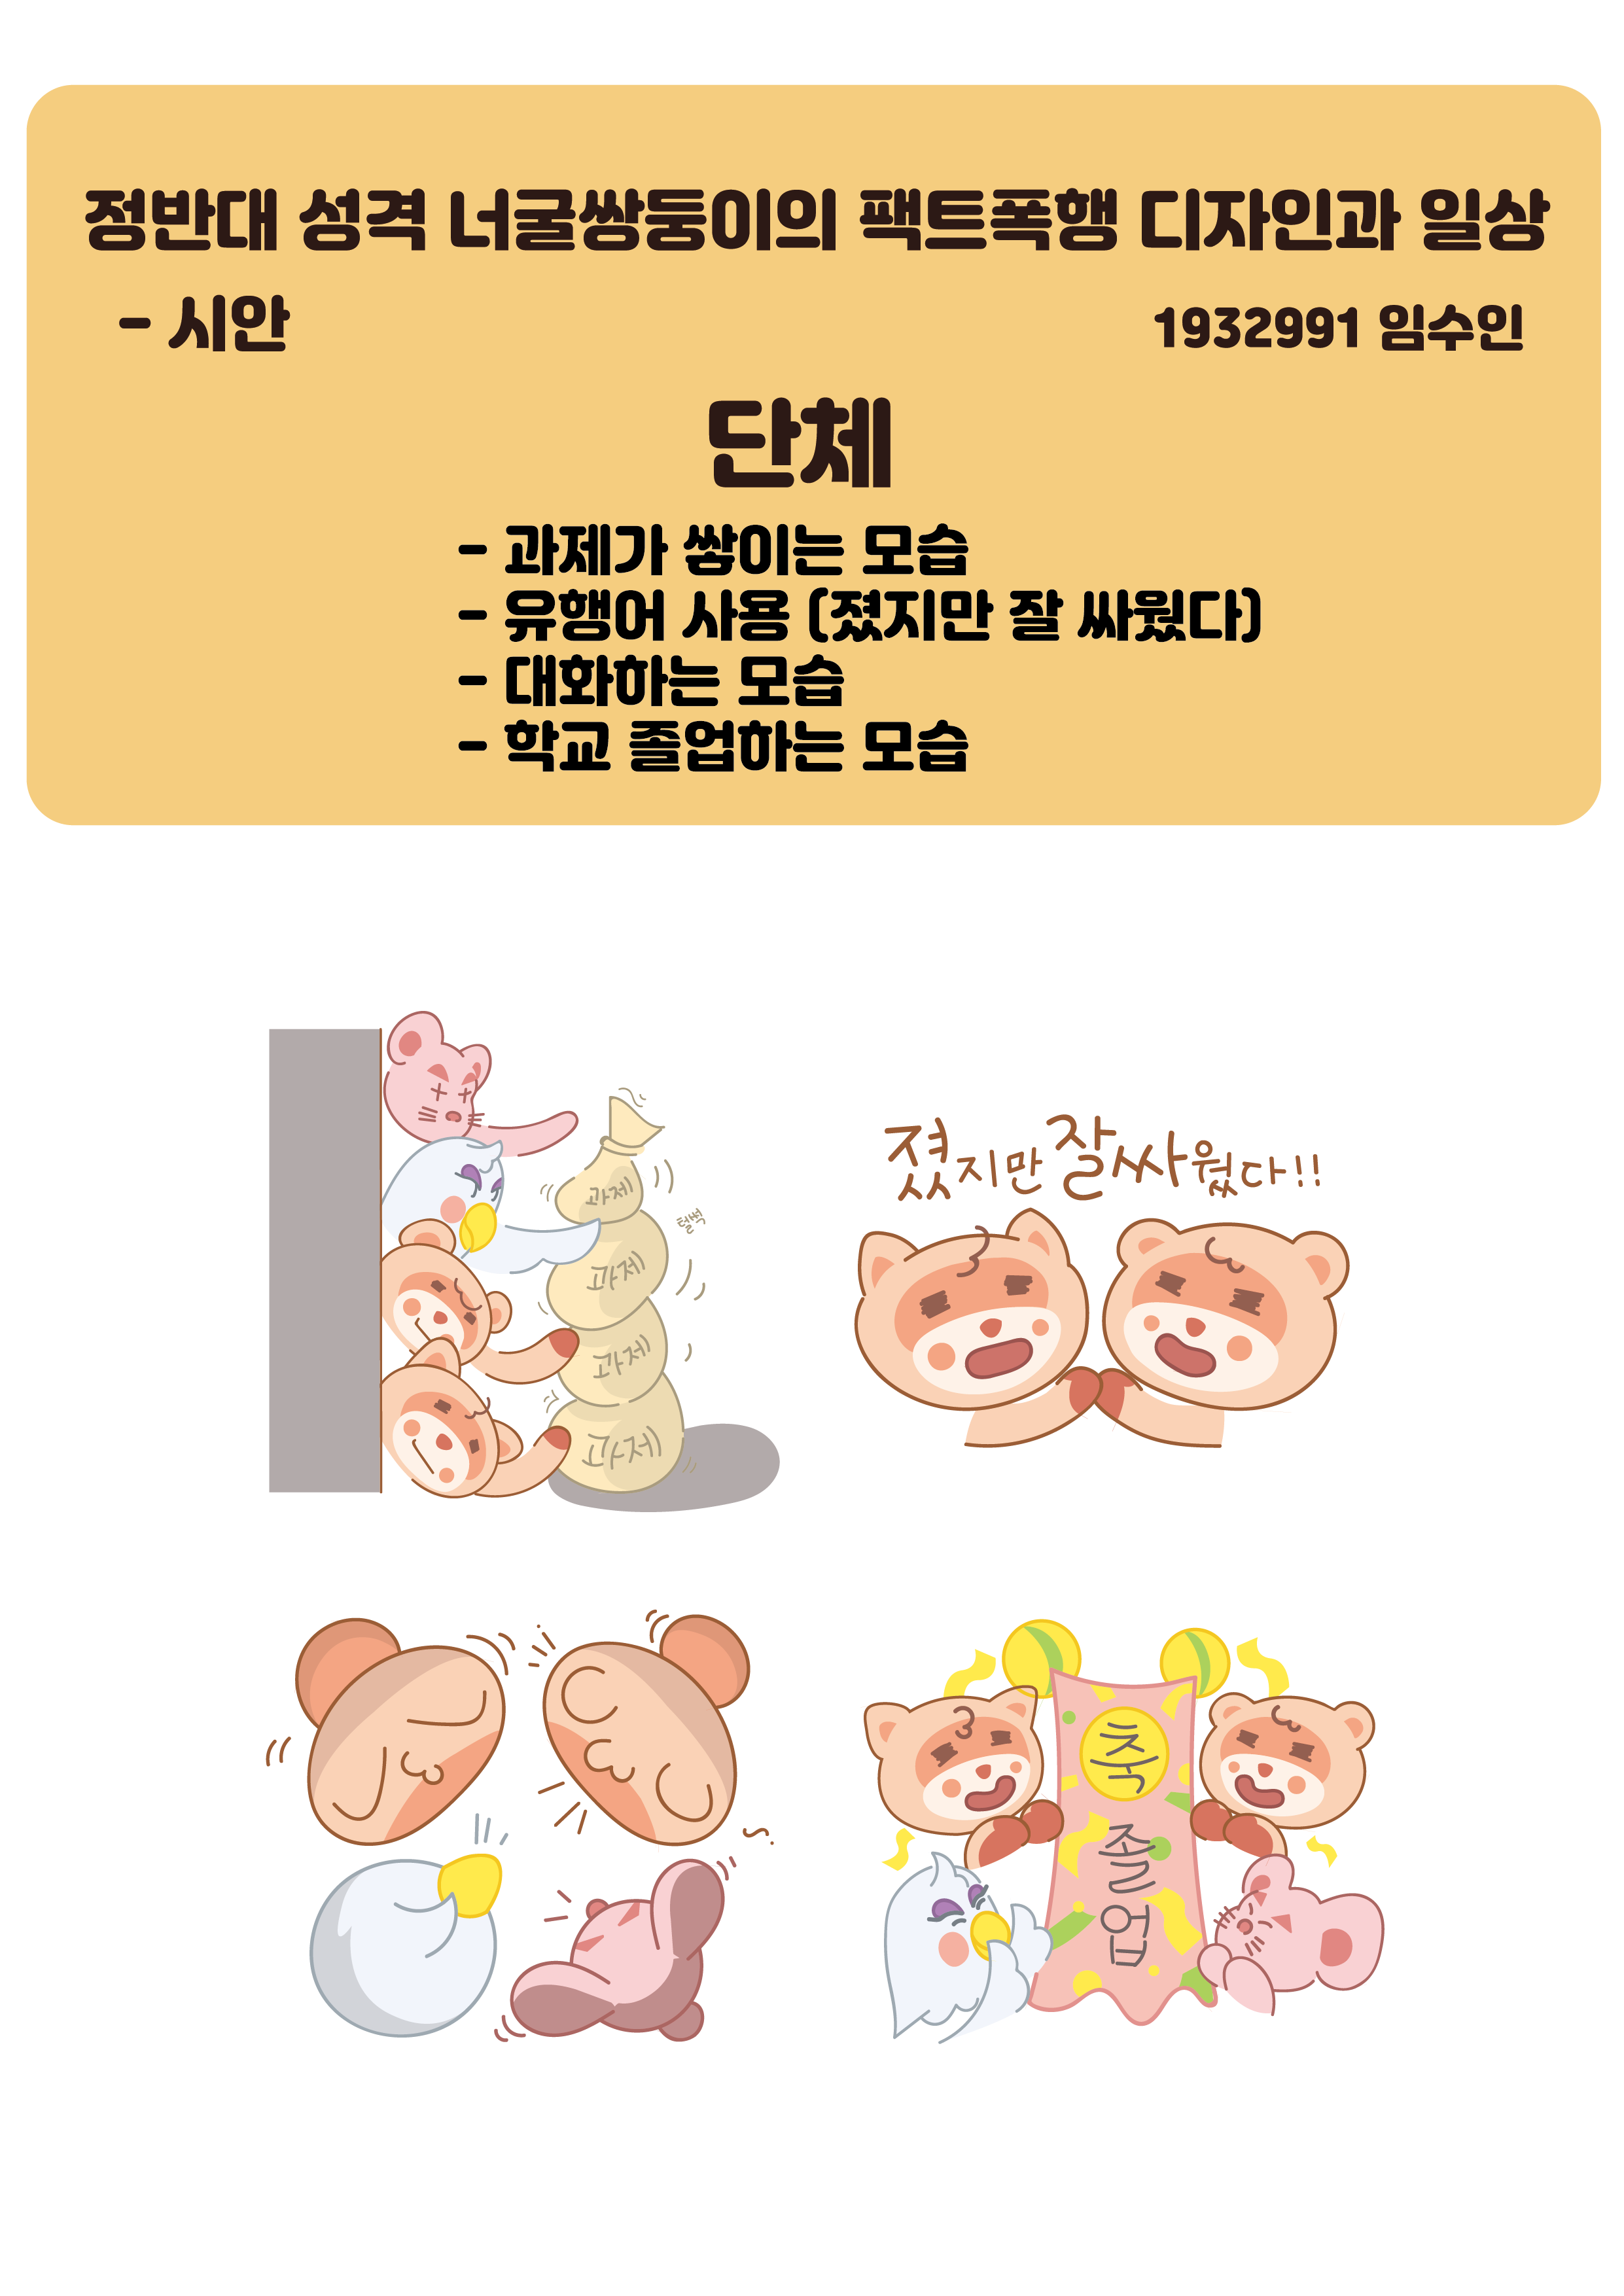 정반대 성격 너굴쌍둥이의 팩트폭행 디자인과 일상
- 시안
1932991 임수인
단체
- 과제가 쌓이는 모습
- 유행어 사용 (졌지만 잘 싸웠다)
- 대화하는 모습
- 학교 졸업하는 모습
과제
털썩
과제
과제
과제
졌지만 잘싸웠다!!
축
졸
업